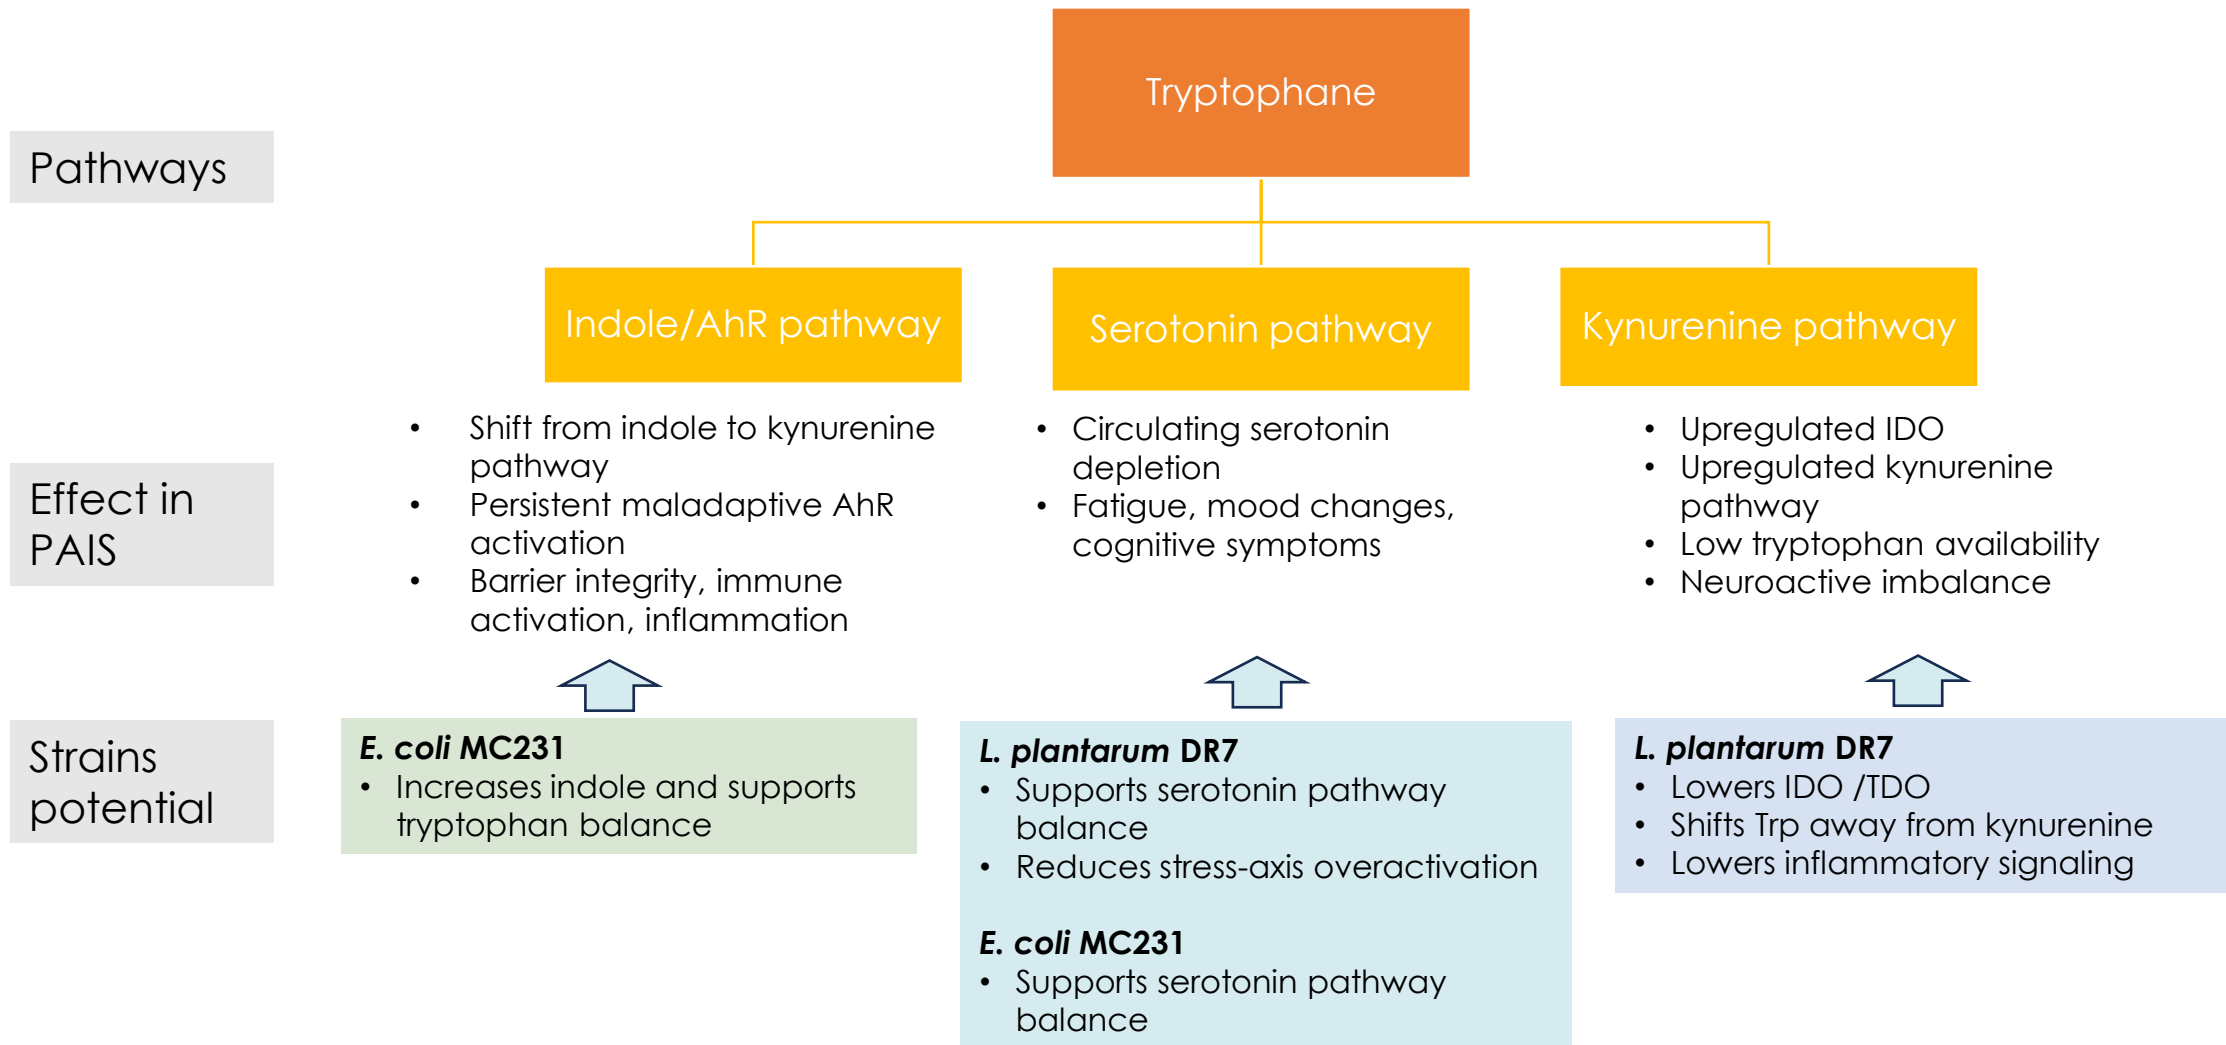 Tryptophane
Pathways
Indole/AhR pathway
Serotonin pathway
Kynurenine pathway
Effect in
PAIS
• Shift from indole to kynurenine
pathway
• Persistent maladaptive AhR
activation
• Barrier integrity, immune
activation, inflammation
• Circulating serotonin
depletion
• Fatigue, mood changes,
cognitive symptoms
• Upregulated IDO
• Upregulated kynurenine
pathway
• Low tryptophan availability
• Neuroactive imbalance
Strains
potential
E. coli MC231
• Increases indole and supports
tryptophan balance
L. plantarum DR7
• Supports serotonin pathway
balance
• Reduces stress-axis overactivation
E. coli MC231
• Supports serotonin pathway
balance
L. plantarum DR7
• Lowers IDO /TDO
• Shifts Trp away from kynurenine
• Lowers inflammatory signaling